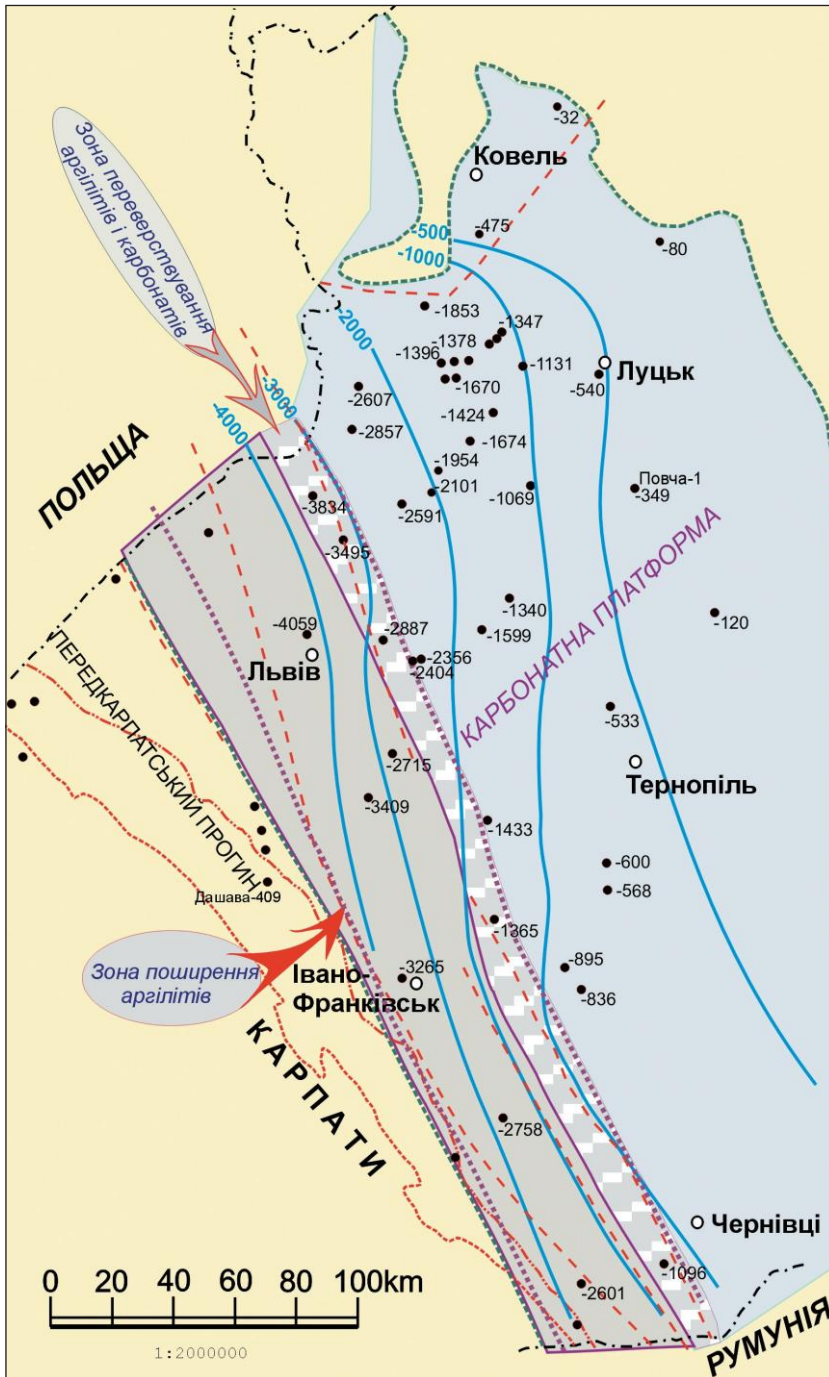 -32
Ковель
-475
-500
-1000
-80
Зона переверствування
аргілітів і карбонатів
-1853
-2000
-1347
-1378
-1396
-1131
Луцьк
-540
-1670
-2607
-3000
-4000
-1424
-2857
-1674
ПОЛЬЩА
-1954
-2101
-1069
Повча-1
-349
-3834
-2591
-3495
КАРБОНАТНА ПЛАТФОРМА
-1340
-120
-4059
-2887
-1599
Львів
-2356
-2404
ПЕРЕДКАРПАТСЬКИЙ ПРОГИН
-533
-2715
Тернопіль
-3409
-1433
-600
-568
Дашава-409
-1365
Зона поширення
аргілітів
-3265
Івано-
Франківськ
-895
-836
КАРПАТИ
-2758
Чернівці
-1096
-2601
0 20 40 60 80 100km
1:2000000
РУМУНІЯ